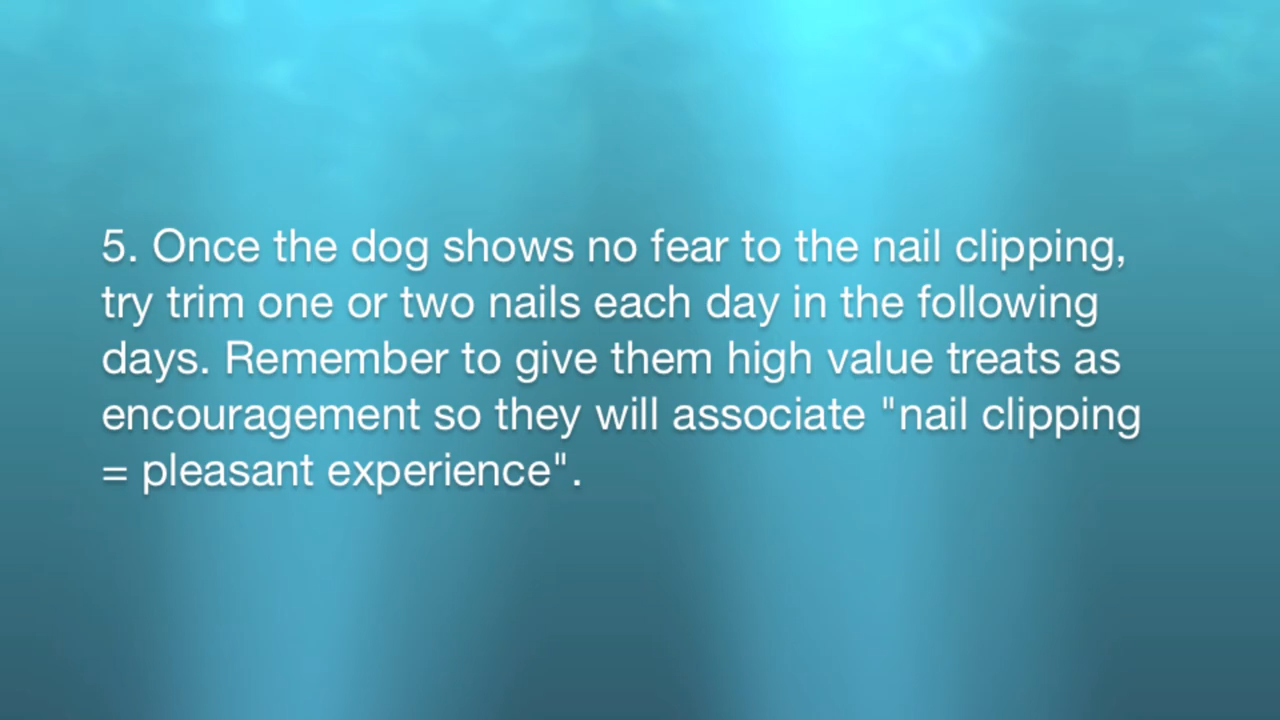 5. Once the dog shows no fear to the nail clipping,
try trim one or two nails each day in the following
days. Remember to give them high value treats as
encouragement so they will associate "nail clipping
= pleasant experience".